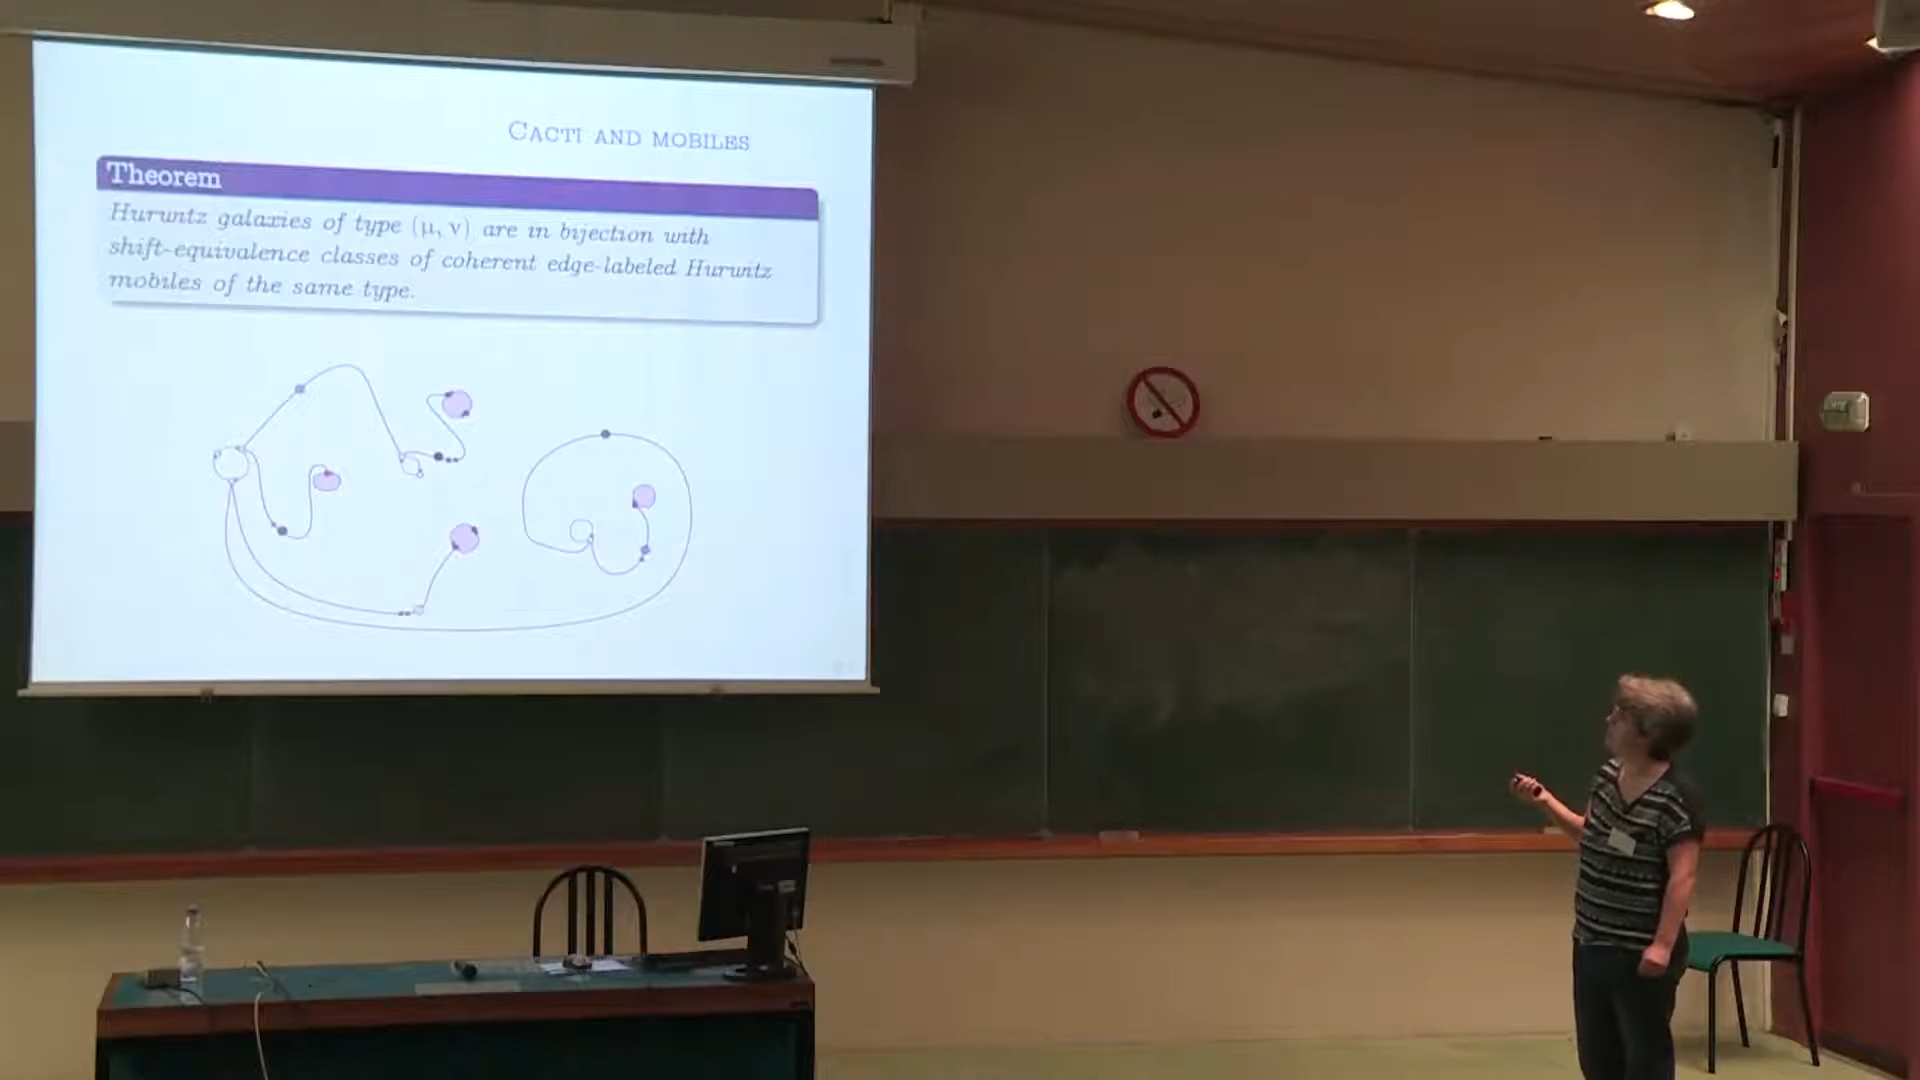 CACTI AND MOBILES
Theorem
Hurwitz galaxies of type (μ, ν) are in bijection with
shift-equivalence classes of coherent edge-labeled Hurwitz
mobiles of the same type.